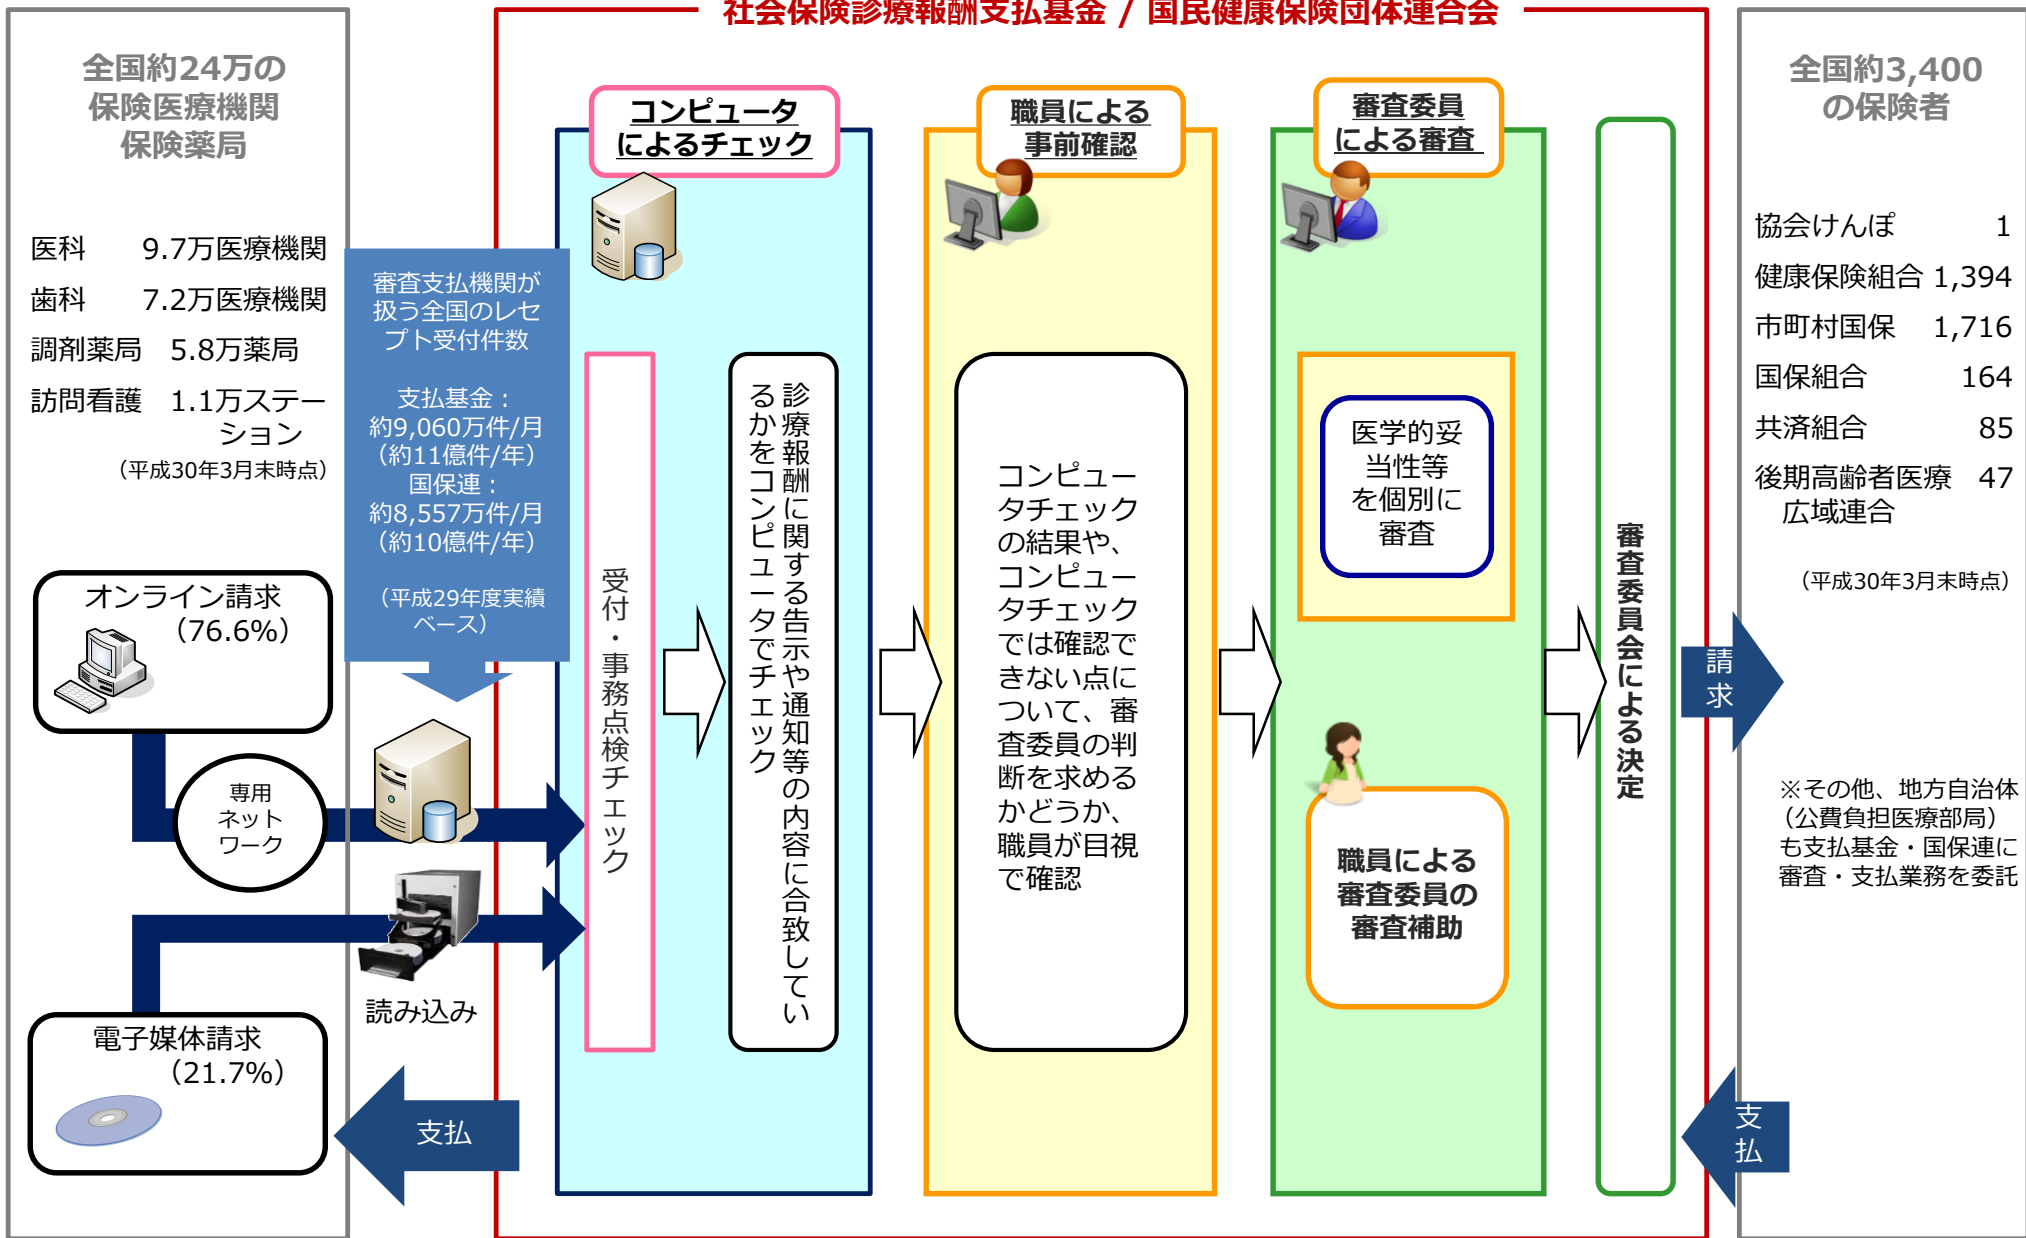 社会保険診療報酬支払基金 / 国民健康保険団体連合会
全国約24万の
保険医療機関
保険薬局
医科 9.7万医療機関
歯科 7.2万医療機関
調剤薬局 5.8万薬局
訪問看護 1.1万ステー
ション
（平成30年3月末時点）
オンライン請求
（76.6%）
専用
ネット
ワーク
電子媒体請求
（21.7%）
審査支払機関が
扱う全国のレセ
プト受付件数
支払基金：
約9,060万件/月
（約11億件/年）
国保連：
約8,557万件/月
（約10億件/年）
（平成29年度実績
ベース）
読み込み
支払
コンピュータ
によるチェック
受付・事務点検チェック
診療報酬に関する告示や通知等の内容に合致してい
るかをコンピュータでチェック
職員による
事前確認
コンピュー
タチェック
の結果や、
コンピュー
タチェック
では確認で
きない点に
ついて、審
査委員の判
断を求める
かどうか、
職員が目視
で確認
審査委員
による審査
医学的妥
当性等
を個別に
審査
職員による
審査委員の
審査補助
審査委員会による決定
請
求
支
払
全国約3,400
の保険者
協会けんぽ 1
健康保険組合 1,394
市町村国保 1,716
国保組合 164
共済組合 85
後期高齢者医療 47
広域連合
（平成30年3月末時点）
※その他、地方自治体
（公費負担医療部局）
も支払基金・国保連に
審査・支払業務を委託